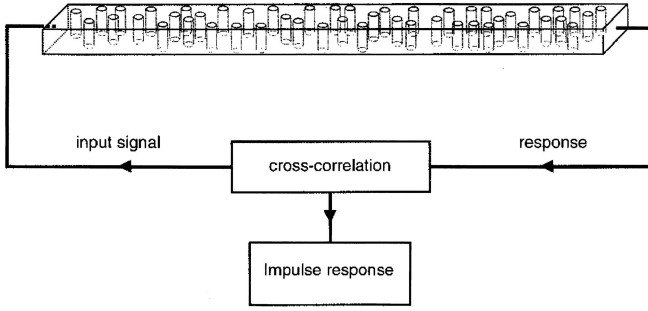 input signal
cross-correlation
response
Impulse response